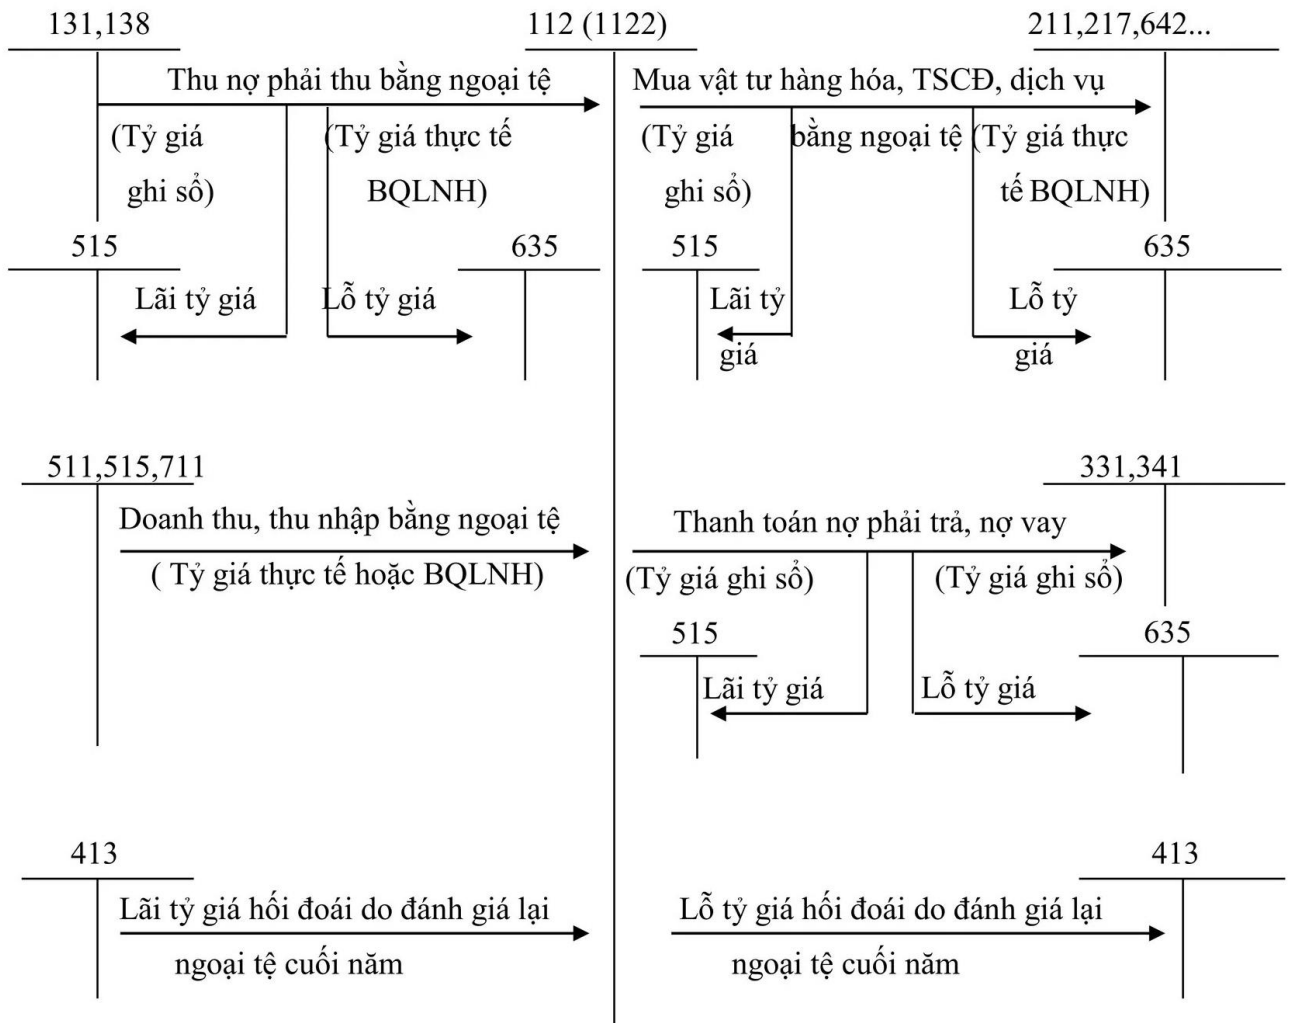 131,138
112 (1122)
211,217,642...
Thu nợ phải thu bằng ngoại tệ
Mua vật tư hàng hóa, TSCĐ, dịch vụ
(Tỷ giá
(Tỷ giá thực tế
(Tỷ giá
bằng ngoại tệ
(Tỷ giá thực
ghi sổ)
BQLNH)
ghi sổ)
tế BQLNH)
515
635
515
635
Lãi tỷ giá
Lỗ tỷ giá
Lãi tỷ
Lỗ tỷ
giá
giá
511,515,711
331,341
Doanh thu, thu nhập bằng ngoại tệ
Thanh toán nợ phải trả, nợ vay
( Tỷ giá thực tế hoặc BQLNH)
(Tỷ giá ghi sổ)
(Tỷ giá ghi sổ)
515
635
Lãi tỷ giá
Lỗ tỷ giá
413
413
Lãi tỷ giá hối đoái do đánh giá lại
Lỗ tỷ giá hối đoái do đánh giá lại
ngoại tệ cuối năm
ngoại tệ cuối năm